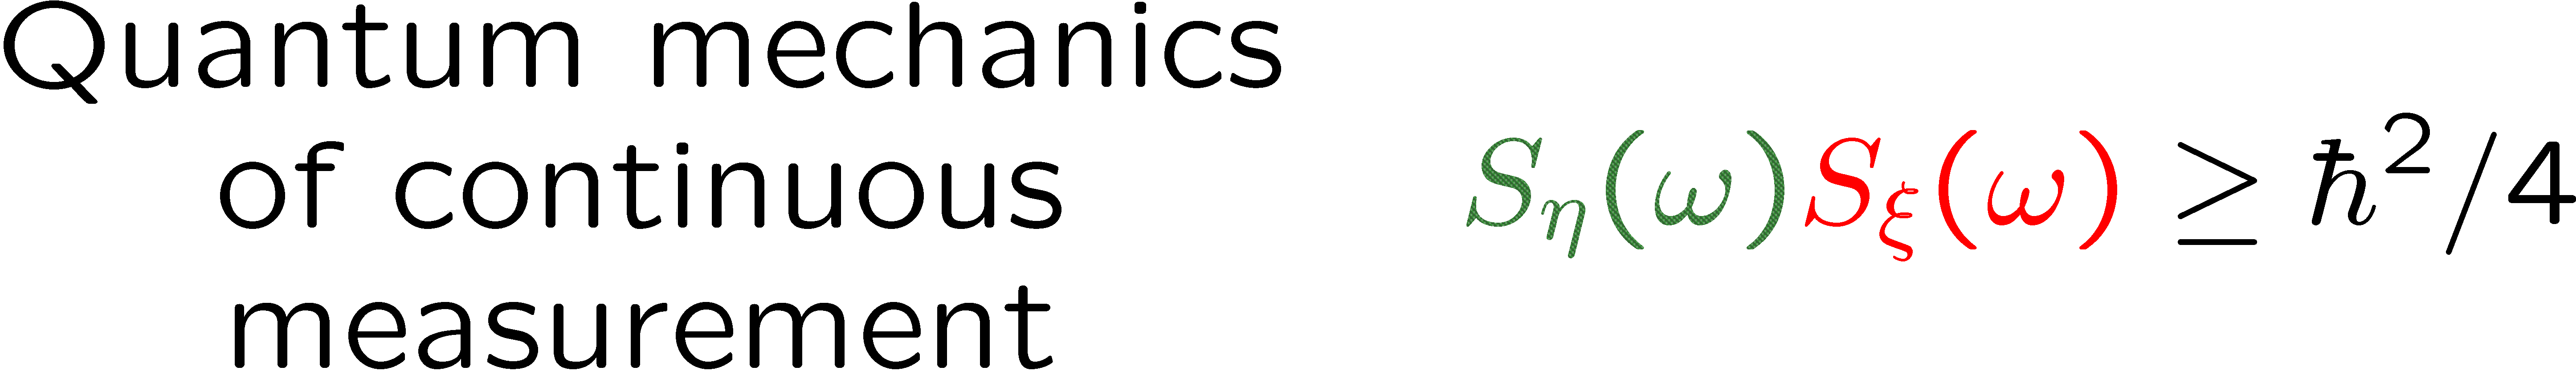 Quantum mechanics
of continuous
measurement
S_η(ω)S_ξ(ω) ≥ ħ²/4